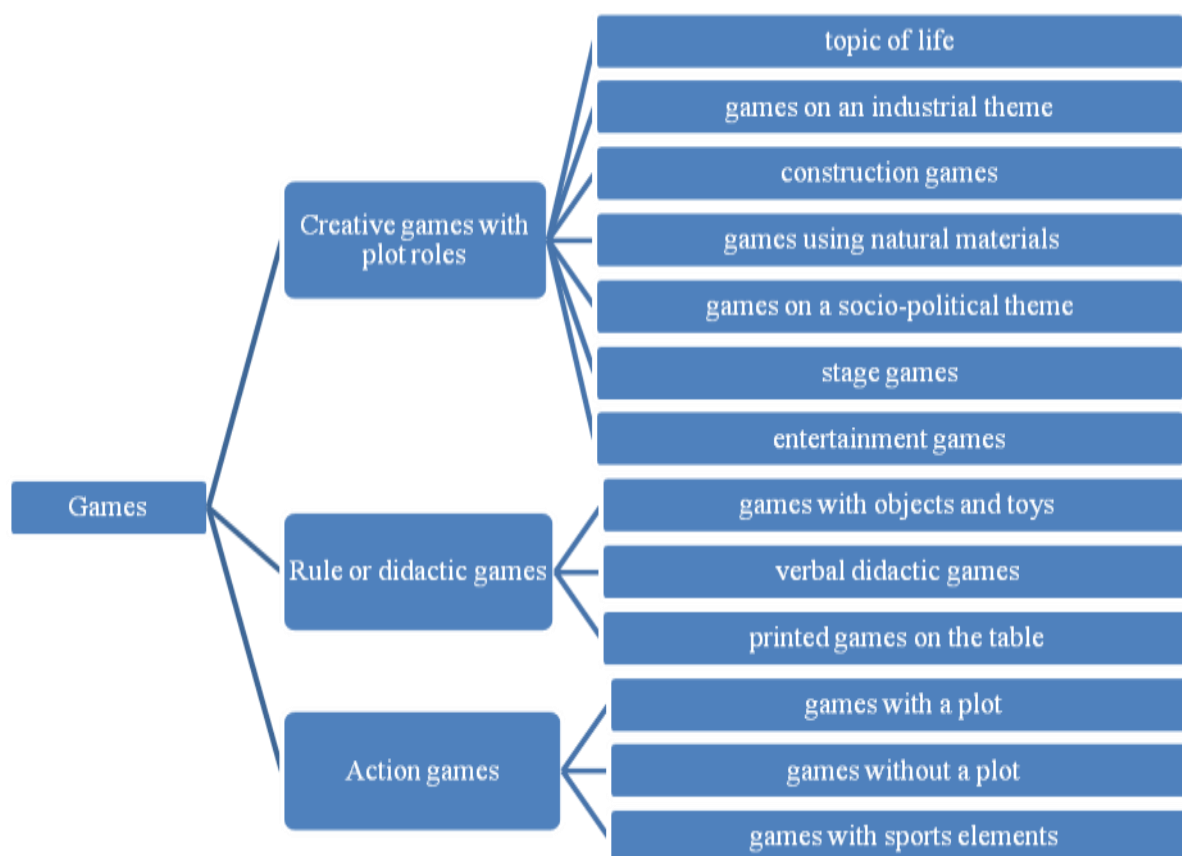 topic of life
games on an industrial theme
construction games
Creative games with
plot roles
games using natural materials
games on a socio-political theme
stage games
entertainment games
Games
games with objects and toys
Rule or didactic games
verbal didactic games
printed games on the table
games with a plot
Action games
games without a plot
games with sports elements